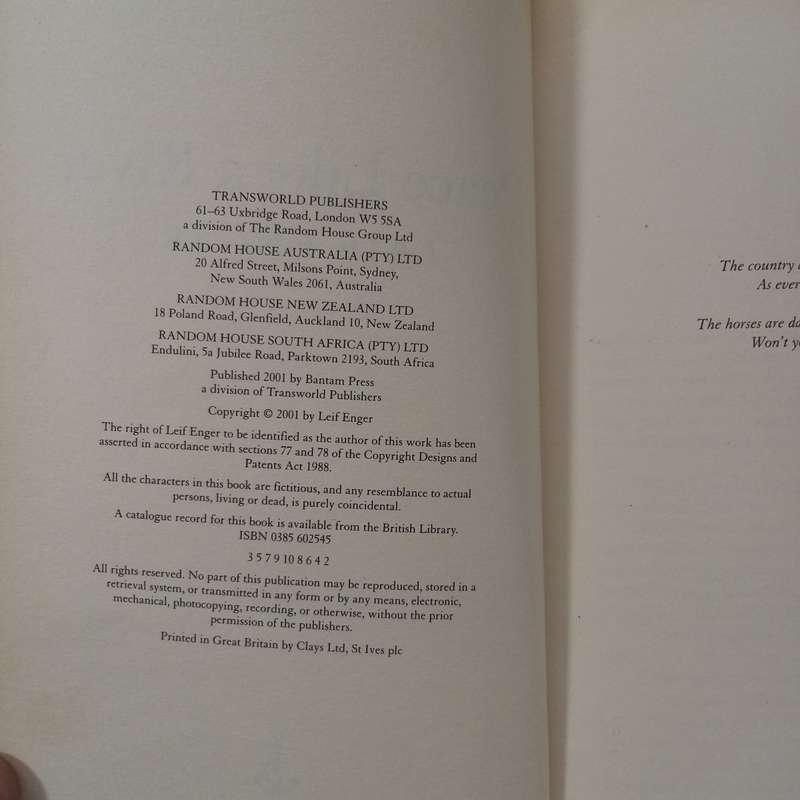 TRANSWORLD PUBLISHERS
61–63 Uxbridge Road, London W5 5SA
a division of The Random House Group Ltd
RANDOM HOUSE AUSTRALIA (PTY) LTD
20 Alfred Street, Milsons Point, Sydney,
New South Wales 2061, Australia
RANDOM HOUSE NEW ZEALAND LTD
18 Poland Road, Glenfield, Auckland 10, New Zealand
RANDOM HOUSE SOUTH AFRICA (PTY) LTD
Endulini, 5a Jubilee Road, Parktown 2193, South Africa
Published 2001 by Bantam Press
a division of Transworld Publishers
Copyright © 2001 by Leif Enger
The right of Leif Enger to be identified as the author of this work has been
asserted in accordance with sections 77 and 78 of the Copyright Designs and
Patents Act 1988.
All the characters in this book are fictitious, and any resemblance to actual
persons, living or dead, is purely coincidental.
A catalogue record for this book is available from the British Library.
ISBN 0385 602545
3 5 7 9 10 8 6 4 2
All rights reserved. No part of this publication may be reproduced, stored in a
retrieval system, or transmitted in any form or by any means, electronic,
mechanical, photocopying, recording, or otherwise, without the prior
permission of the publishers.
Printed in Great Britain by Clays Ltd, St Ives plc
The country
As ever
The horses are
Won't